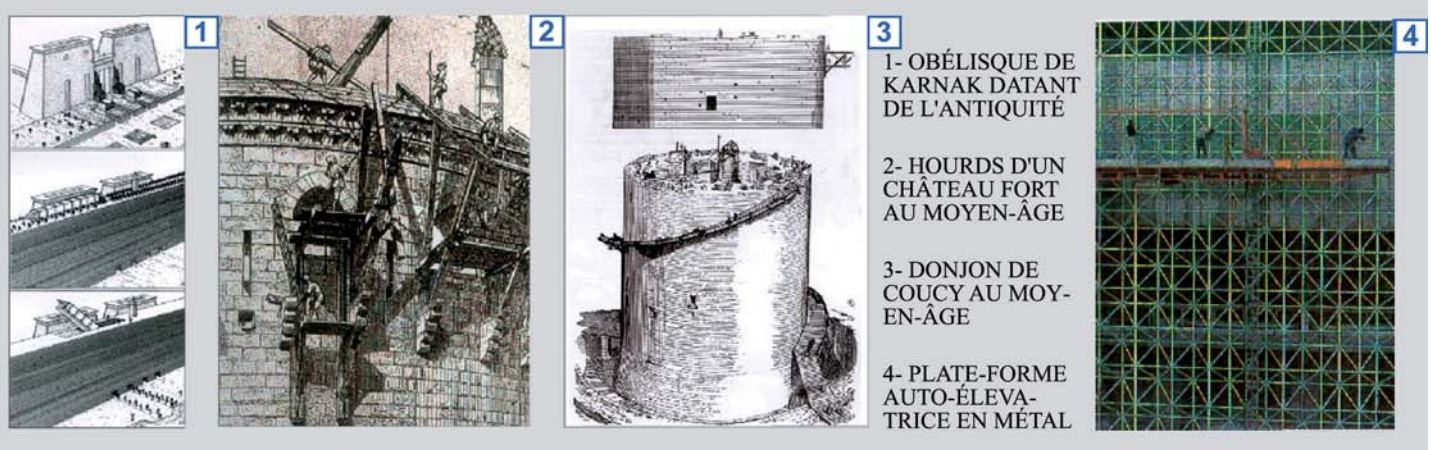 1
2
3
1- OBÉLISQUE DE
KARNAK DATANT
DE L'ANTIQUITÉ
2- HOURDS D'UN
CHÂTEAU FORT
AU MOYEN-ÂGE
3- DONJON DE
COUCY AU MOY-
EN-ÂGE
4- PLATE-FORME
AUTO-ÉLEVA-
TRICE EN MÉTAL
4